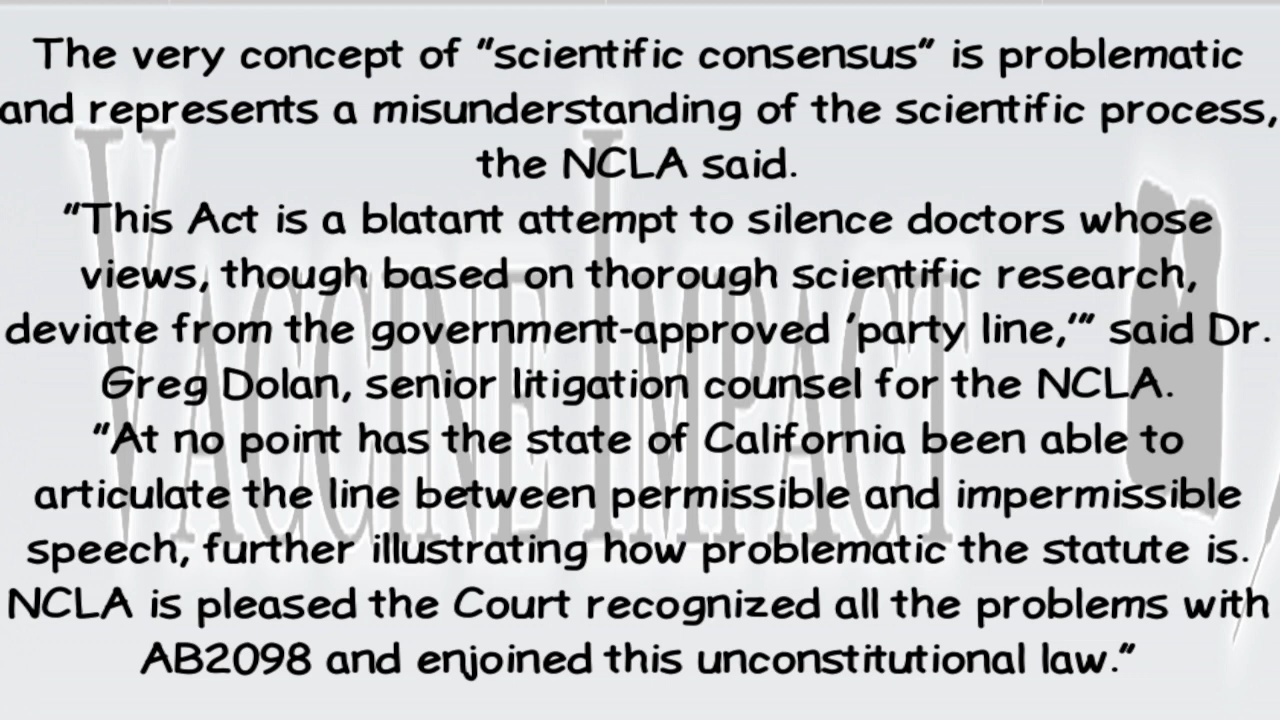 The very concept of “scientific consensus” is problematic
and represents a misunderstanding of the scientific process,
the NCLA said.
“This Act is a blatant attempt to silence doctors whose
views, though based on thorough scientific research,
deviate from the government-approved ‘party line,’” said Dr.
Greg Dolan, senior litigation counsel for the NCLA.
“At no point has the state of California been able to
articulate the line between permissible and impermissible
speech, further illustrating how problematic the statute is.
NCLA is pleased the Court recognized all the problems with
AB2098 and enjoined this unconstitutional law.”
VACCINE IMPACT